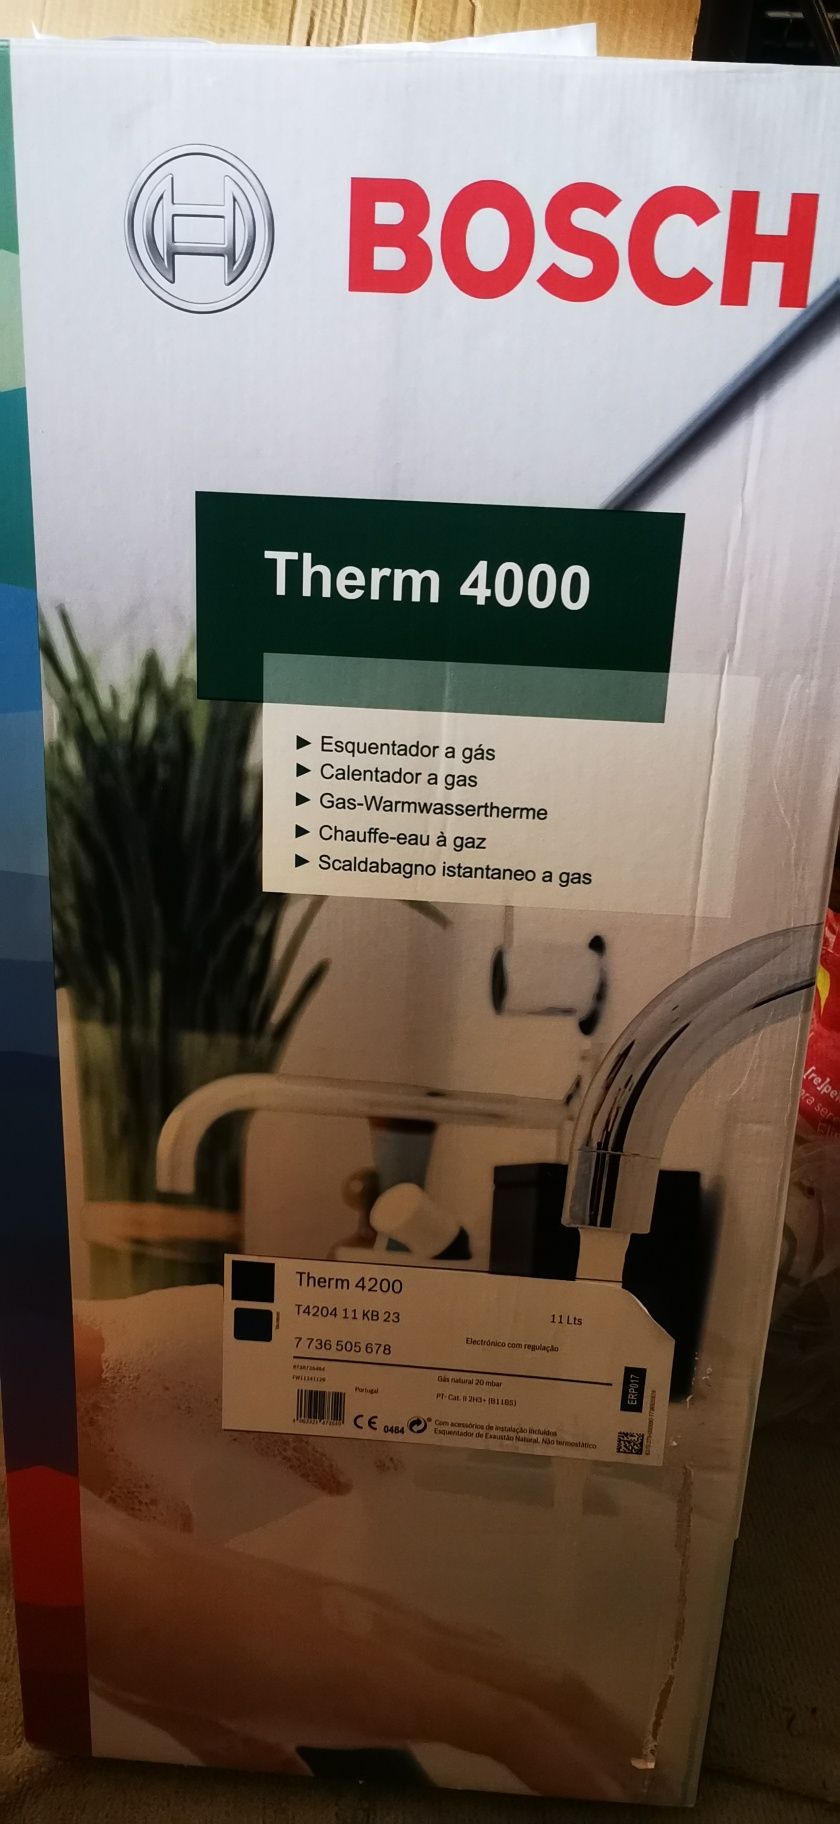 BOSCH
Therm 4000
► Esquentador a gás
► Calentador a gas
► Gas-Warmwassertherme
► Chauffe-eau à gaz
► Scaldabagno istantaneo a gas
Therm 4200
T4204 11 KB 23
11 Lts
7 736 505 678
Electrónico com regulação
Gás natural 20 mbar
Portugal
PT- Cat. II 2H3+ (B11BS)
ERP017
CE 0464
Com acessórios de instalação incluídos
Esquentador de Exaustão Natural. Não termostático